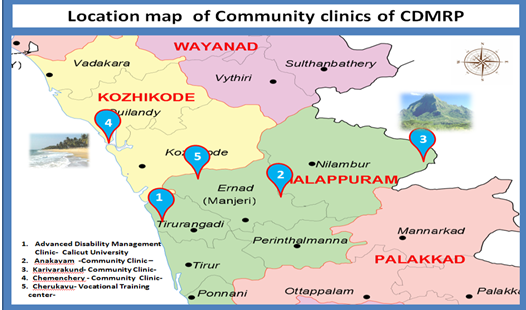 Location map of Community clinics of CDMRP
WAYANAD
Vadakara
Sulthanbathery
Vythiri
KOZHIKODE
Quilandy
4
3
5
Nilambur
2
MALAPPURAM
Ernad
(Manjeri)
1
Tirurangadi
Mannarkad
Perinthalmanna
PALAKKAD
Tirur
Ponnani
Ottappalam
Palakka
1. Advanced Disability Management
Clinic- Calicut University
2. Anakayam -Community Clinic–
3. Karivarakund- Community Clinic-
4. Chemenchery - Community Clinic-
5. Cherukavu- Vocational Training
center-